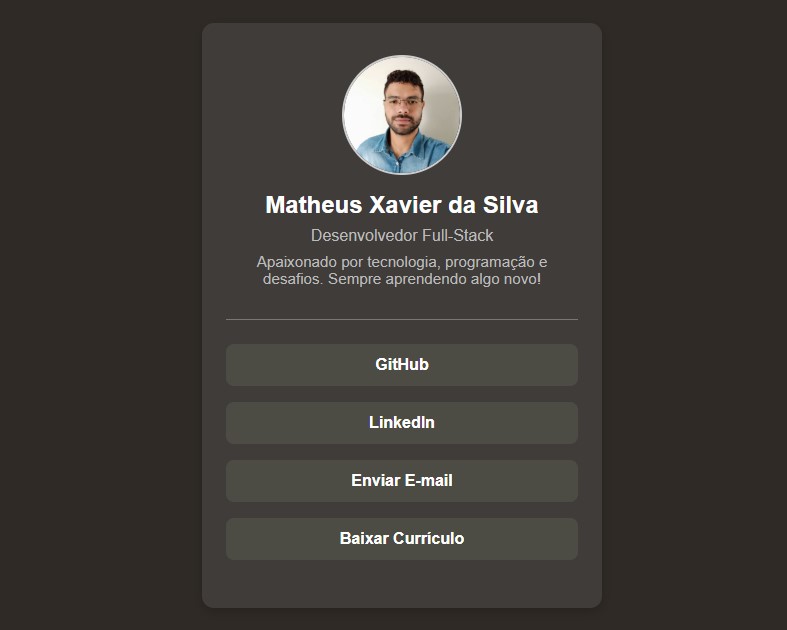 Matheus Xavier da Silva
Desenvolvedor Full-Stack
Apaixonado por tecnologia, programação e
desafios. Sempre aprendendo algo novo!
GitHub
LinkedIn
Enviar E-mail
Baixar Currículo